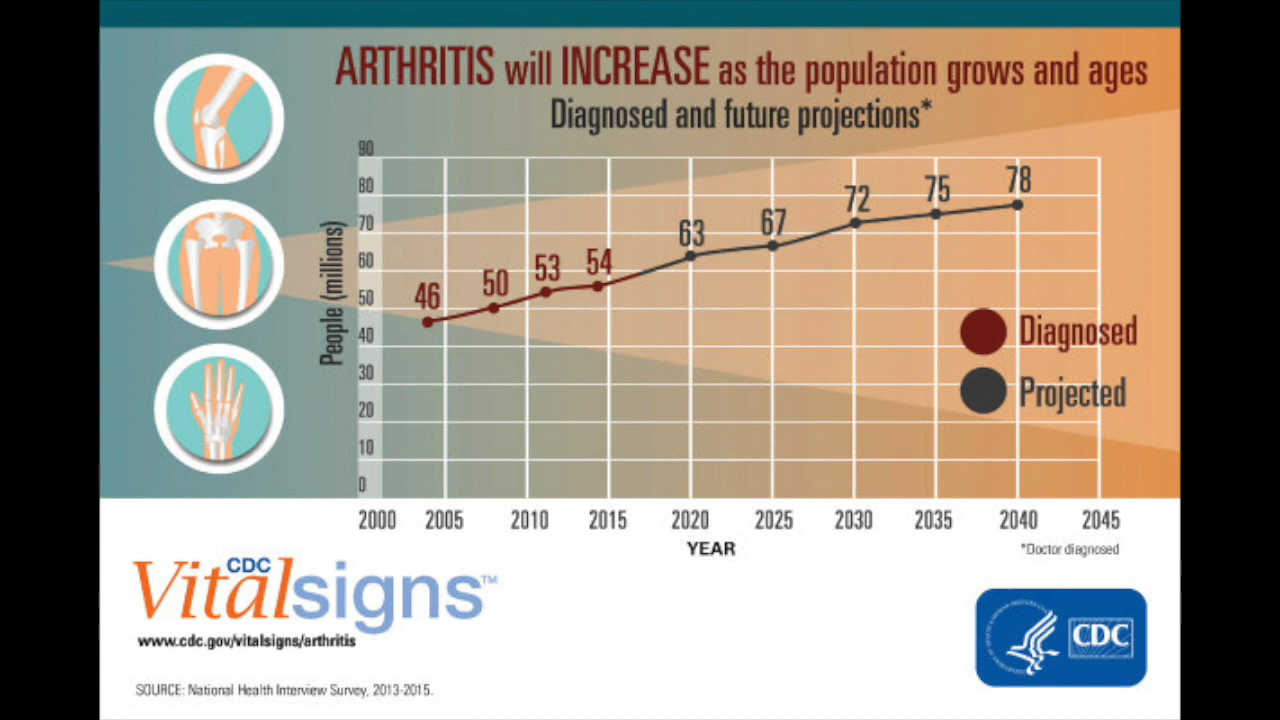 ARTHRITIS will INCREASE as the population grows and ages
Diagnosed and future projections*
People (millions)
90
80
70
60
50
40
30
20
10
0
46
50
53
54
63
67
72
75
78
Diagnosed
Projected
2000 2005 2010 2015 2020 2025 2030 2035 2040 2045
YEAR
*Doctor diagnosed
CDC
Vitalsigns™
www.cdc.gov/vitalsigns/arthritis
CDC
SOURCE: National Health Interview Survey, 2013-2015.